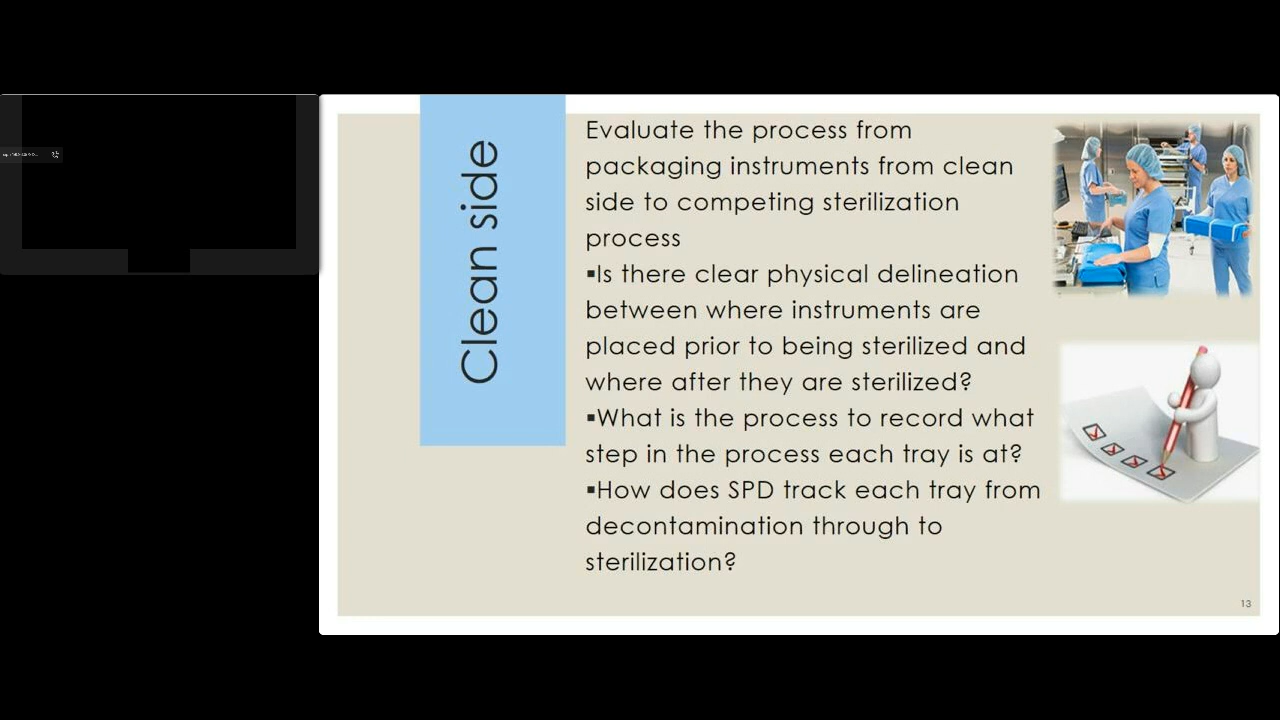 Clean side
Evaluate the process from
packaging instruments from clean
side to competing sterilization
process
▪Is there clear physical delineation
between where instruments are
placed prior to being sterilized and
where after they are sterilized?
▪What is the process to record what
step in the process each tray is at?
▪How does SPD track each tray from
decontamination through to
sterilization?
13